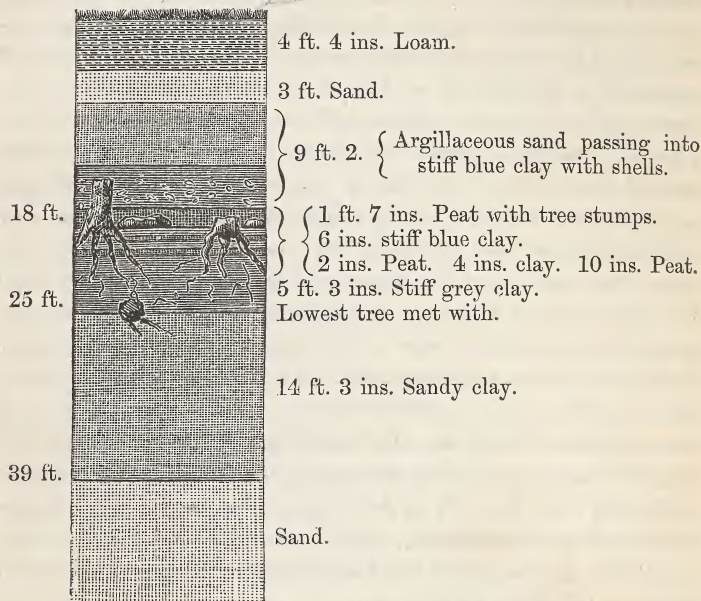 4 ft. 4 ins. Loam.
3 ft. Sand.
9 ft. 2. Argillaceous sand passing into
stiff blue clay with shells.
18 ft.
1 ft. 7 ins. Peat with tree stumps.
6 ins. stiff blue clay.
2 ins. Peat. 4 ins. clay. 10 ins. Peat.
5 ft. 3 ins. Stiff grey clay.
25 ft.
Lowest tree met with.
14 ft. 3 ins. Sandy clay.
39 ft.
Sand.